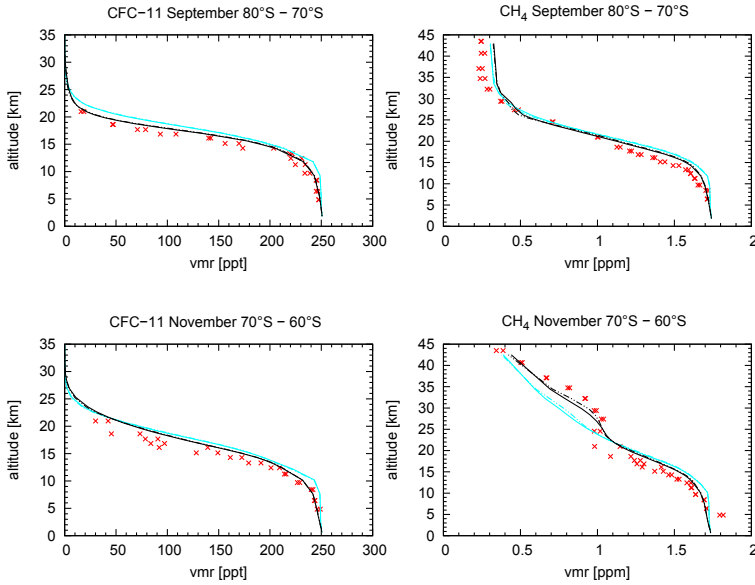 CFC−11 September 80°S − 70°S
altitude [km]
35
30
25
20
15
10
5
0
0 50 100 150 200 250 300
vmr [ppt]
CH4 September 80°S − 70°S
altitude [km]
45
40
35
30
25
20
15
10
5
0
0 0.5 1 1.5 2
vmr [ppm]
CFC−11 November 70°S − 60°S
altitude [km]
35
30
25
20
15
10
5
0
0 50 100 150 200 250 300
vmr [ppt]
CH4 November 70°S − 60°S
altitude [km]
45
40
35
30
25
20
15
10
5
0
0 0.5 1 1.5 2
vmr [ppm]